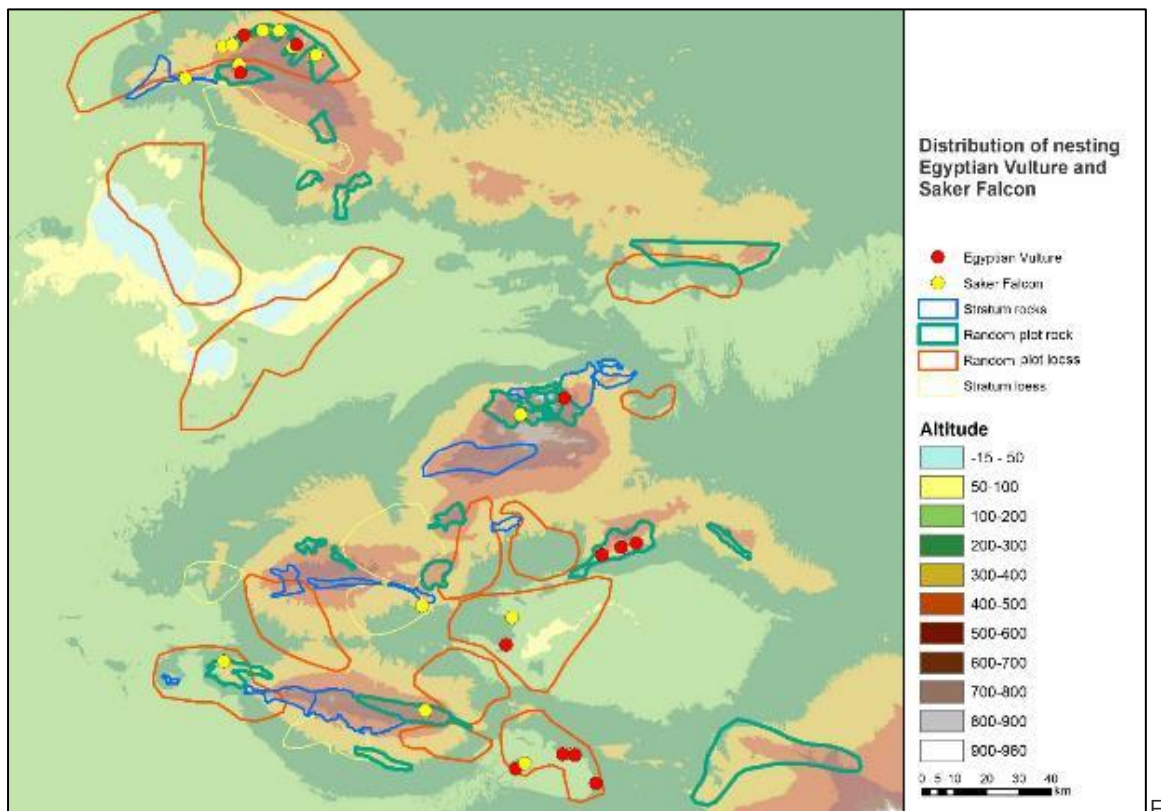 Distribution of nesting
Egyptian Vulture and
Saker Falcon
Egyptian Vulture
Saker Falcon
Stratum rocks
Random plot rock
Random plot loess
Stratum loess
Altitude
-15 - 50
50-100
100-200
200-300
300-400
400-500
500-600
600-700
700-800
800-900
900-980
0 5 10 20 30 40
km